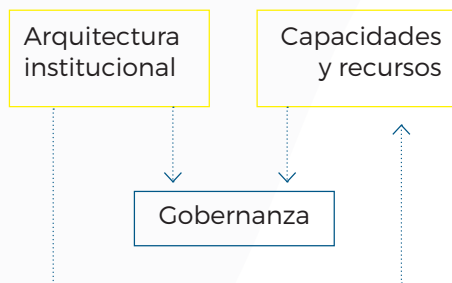 Arquitectura
institucional
Capacidades
y recursos
Gobernanza